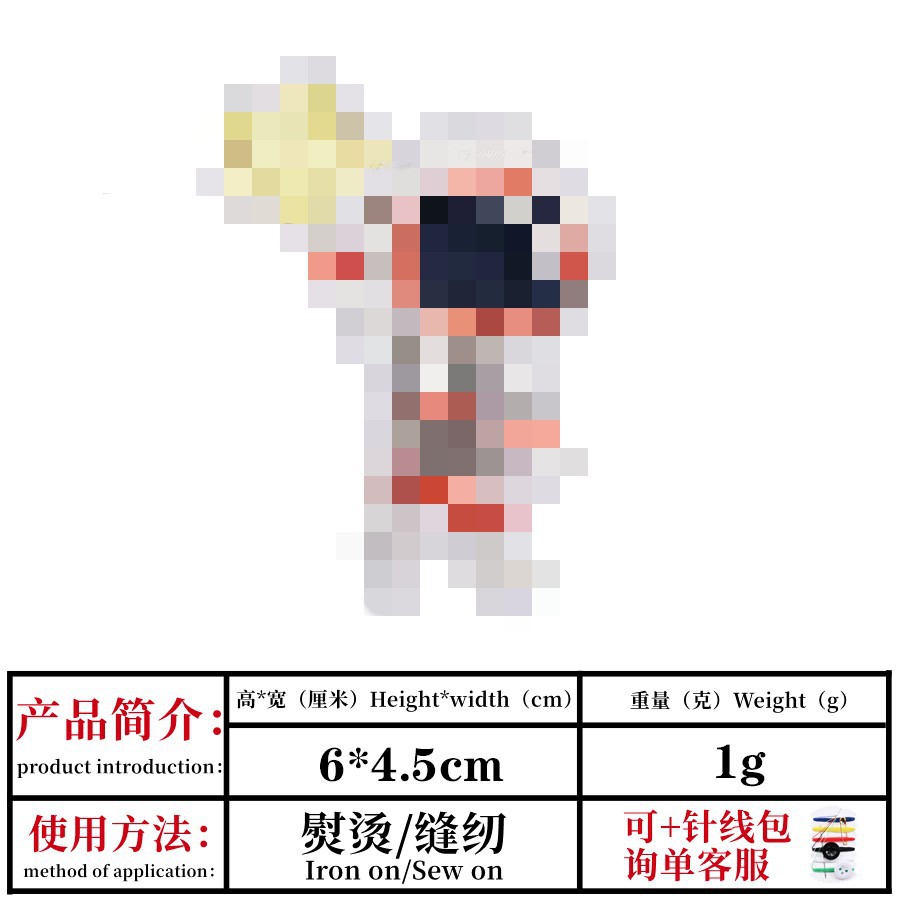 产品简介：
product introduction:
高*宽（厘米）Height*width（cm）
重量（克）Weight（g）
6*4.5cm
1g
使用方法：
method of application:
熨烫/缝纫
Iron on/Sew on
可+针线包
询单客服